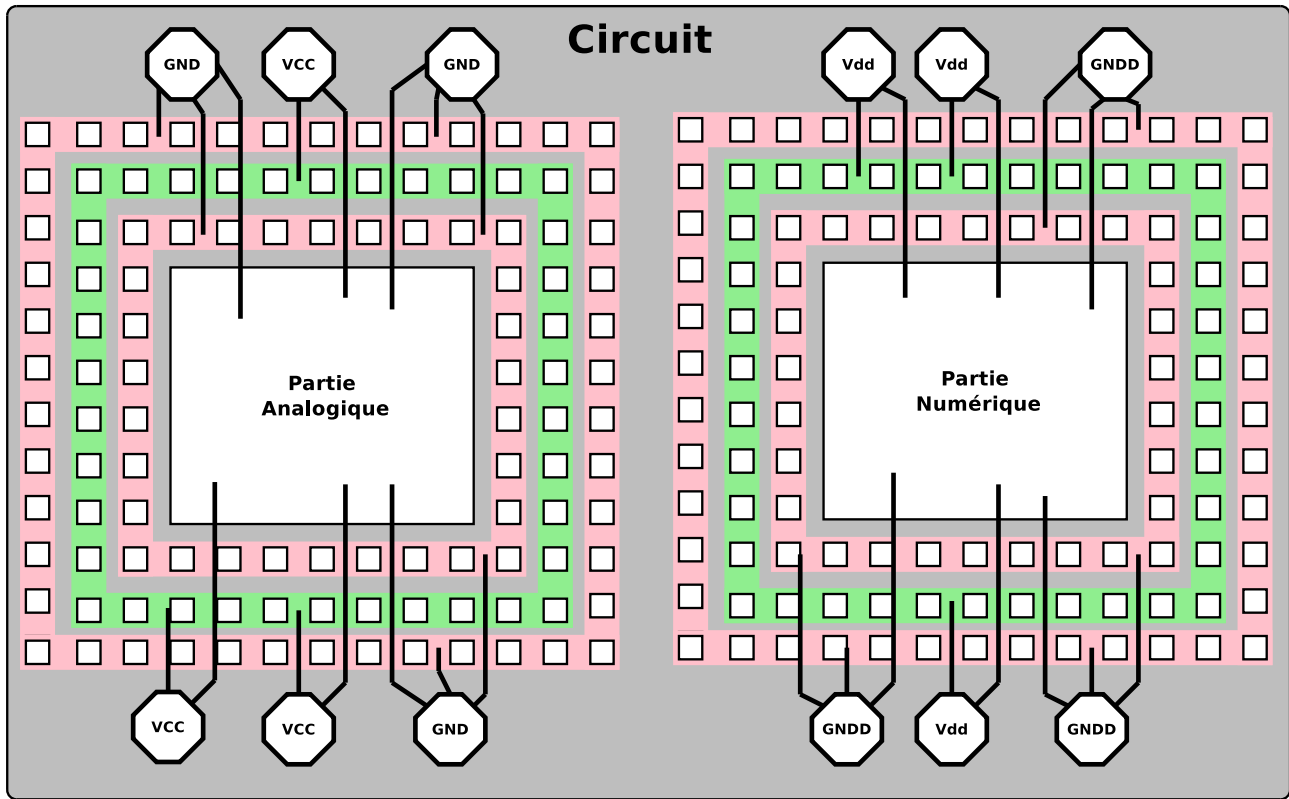 Circuit
GND
VCC
GND
Vdd
Vdd
GNDD
Partie
Analogique
Partie
Numérique
VCC
VCC
GND
GNDD
Vdd
GNDD